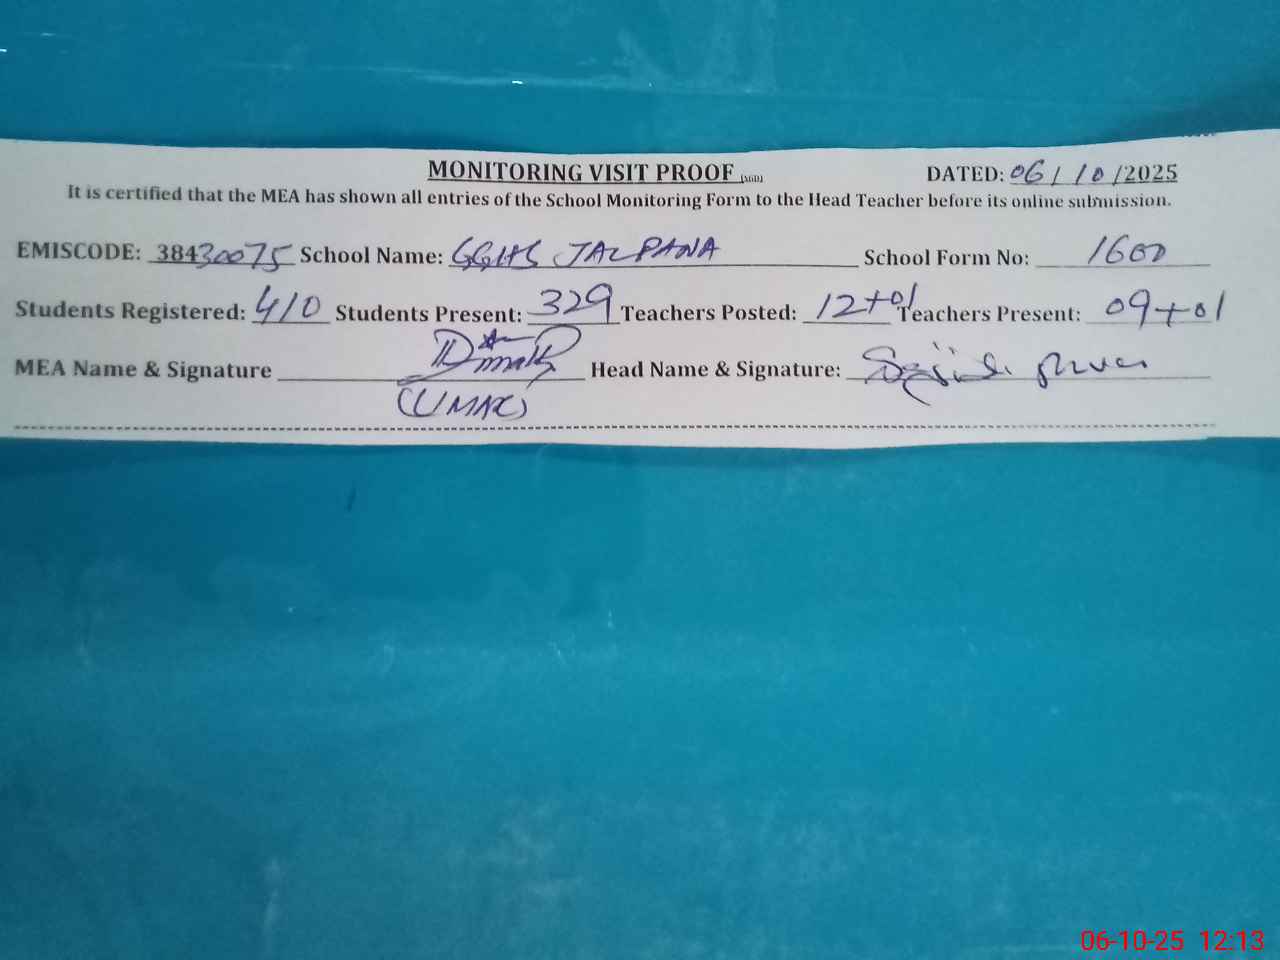 MONITORING VISIT PROOF (SGD) DATED: 06/10/2025
It is certified that the MEA has shown all entries of the School Monitoring Form to the Head Teacher before its online submission.
EMISCODE: 38430075 School Name: GGHS JALPANA School Form No: 1600
Students Registered: 410 Students Present: 329 Teachers Posted: 12+01 Teachers Present: 09+01
MEA Name & Signature Head Name & Signature:
(UMAR)
06-10-25 12:13